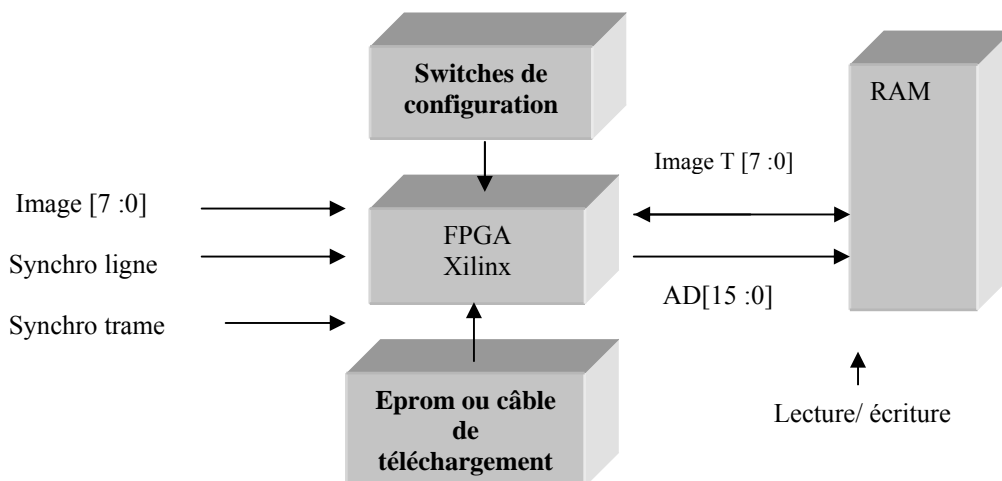 Switches de
configuration
RAM
Image T [7 :0]
Image [7 :0]
FPGA
Xilinx
Synchro ligne
AD[15 :0]
Synchro trame
Eprom ou câble
de
téléchargement
Lecture/ écriture